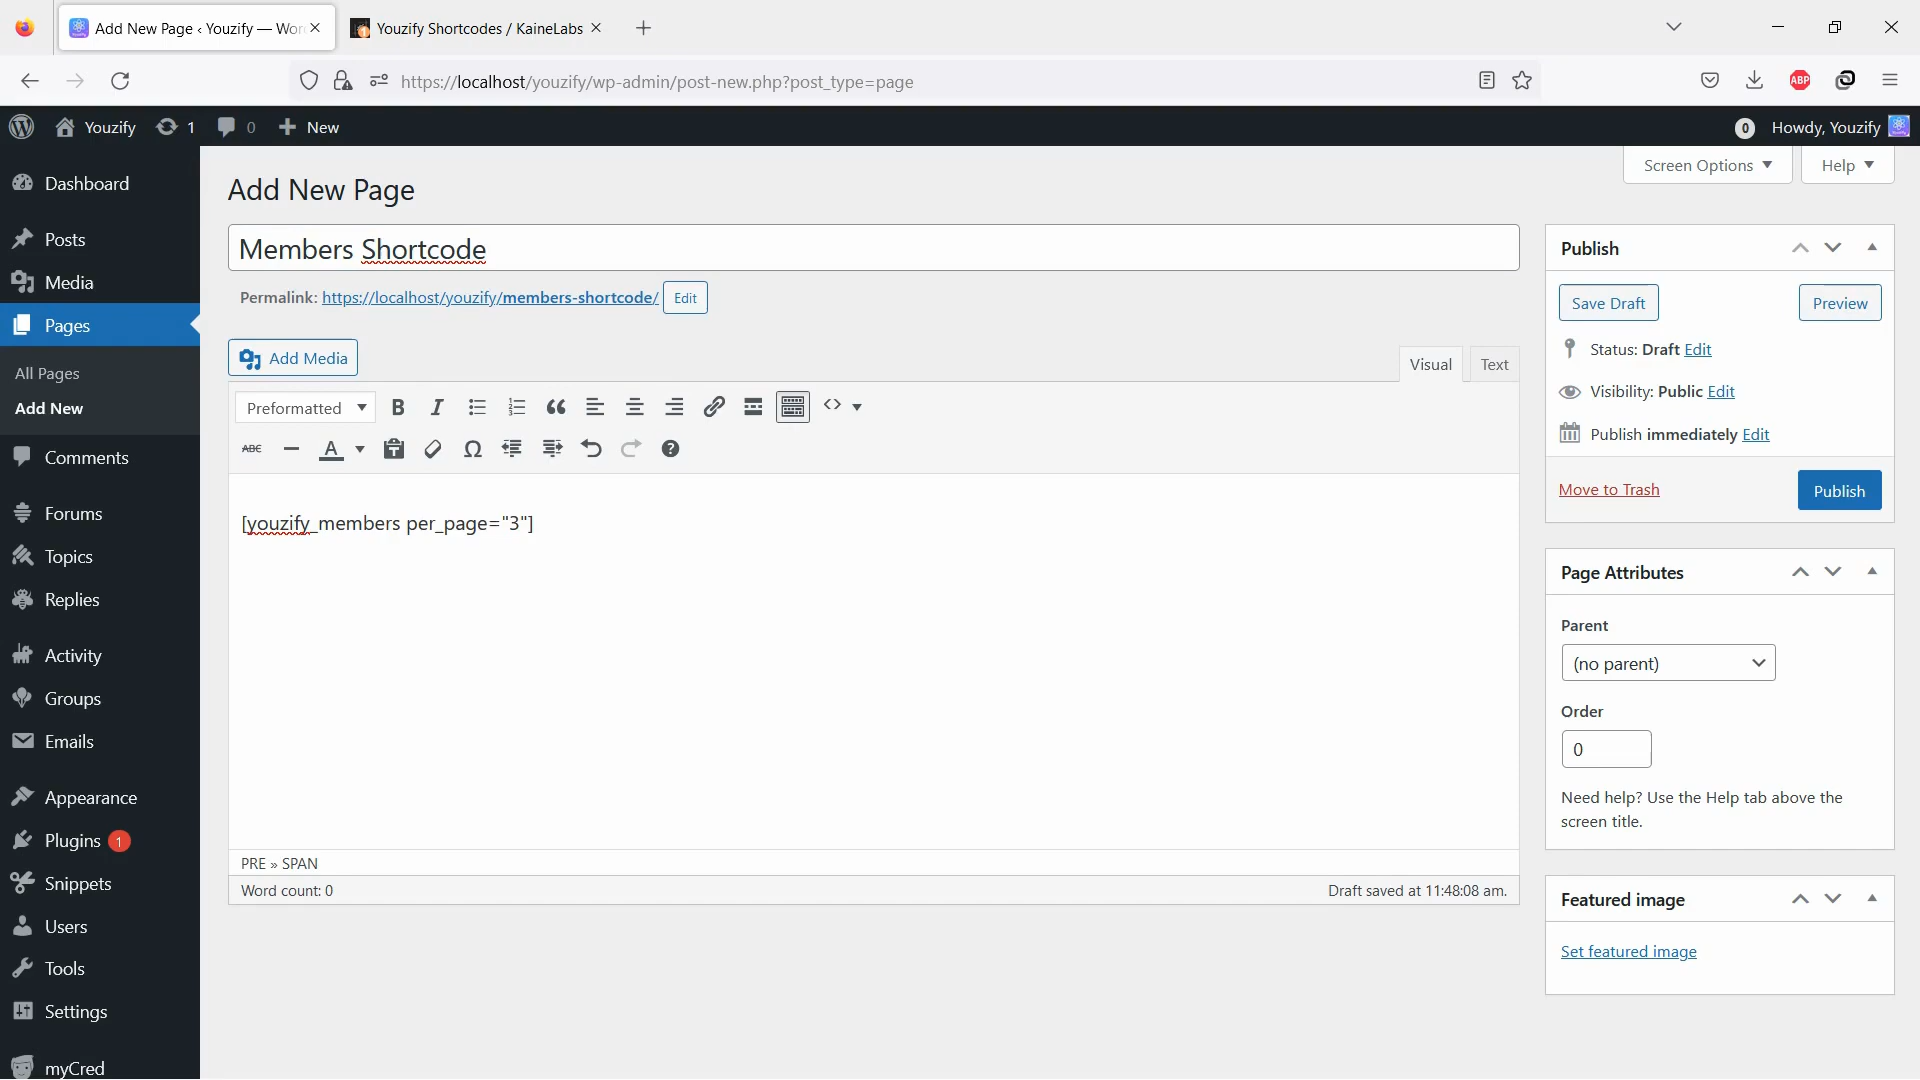 Add New Page ‹ Youzify — Wor
Youzify Shortcodes / KaineLabs
https://localhost/youzify/wp-admin/post-new.php?post_type=page
ABP
Youzify
1
0
New
0
Howdy, Youzify
Screen Options
Help
Dashboard
Posts
Media
Pages
All Pages
Add New
Comments
Forums
Topics
Replies
Activity
Groups
Emails
Appearance
Plugins 1
Snippets
Users
Tools
Settings
myCred
Add New Page
Members Shortcode
Permalink: https://localhost/youzify/members-shortcode/ Edit
Add Media
Visual
Text
Preformatted
ABC
[youzify_members per_page="3"]
PRE » SPAN
Word count: 0
Draft saved at 11:48:08 am.
Publish
Save Draft
Preview
Status: Draft Edit
Visibility: Public Edit
Publish immediately Edit
Move to Trash
Publish
Page Attributes
Parent
(no parent)
Order
0
Need help? Use the Help tab above the
screen title.
Featured image
Set featured image